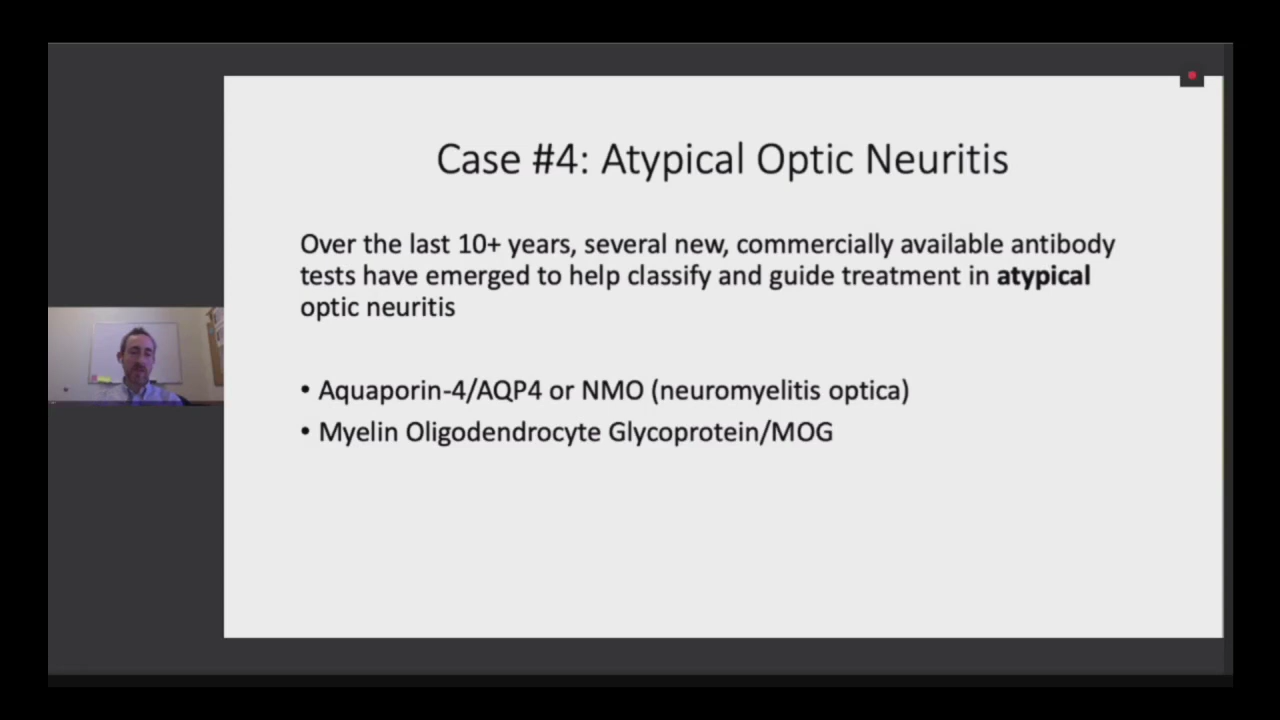 Case #4: Atypical Optic Neuritis
Over the last 10+ years, several new, commercially available antibody
tests have emerged to help classify and guide treatment in atypical
optic neuritis
• Aquaporin-4/AQP4 or NMO (neuromyelitis optica)
• Myelin Oligodendrocyte Glycoprotein/MOG